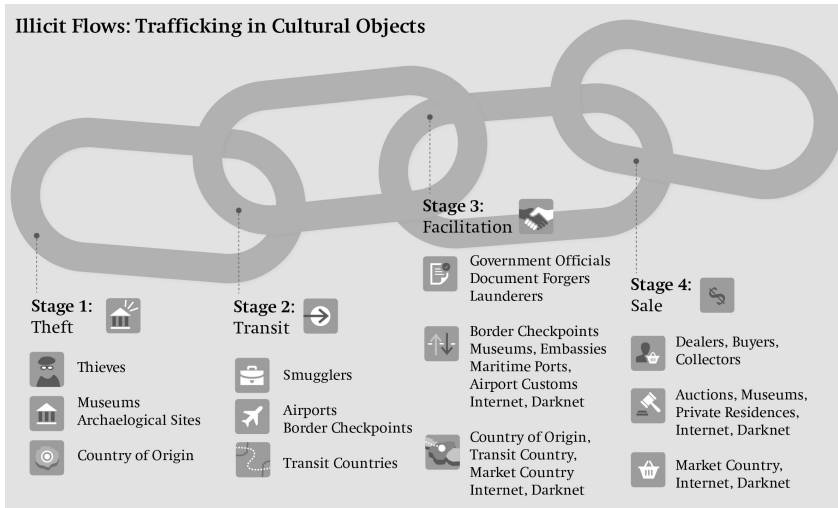 Illicit Flows: Trafficking in Cultural Objects
Stage 1:
Theft
Thieves
Museums
Archaelogical Sites
Country of Origin
Stage 2:
Transit
Smugglers
Airports
Border Checkpoints
Transit Countries
Stage 3:
Facilitation
Government Officials
Document Forgers
Launderers
Border Checkpoints
Museums, Embassies
Maritime Ports,
Airport Customs
Internet, Darknet
Country of Origin,
Transit Country,
Market Country
Internet, Darknet
Stage 4:
Sale
Dealers, Buyers,
Collectors
Auctions, Museums,
Private Residences,
Internet, Darknet
Market Country,
Internet, Darknet